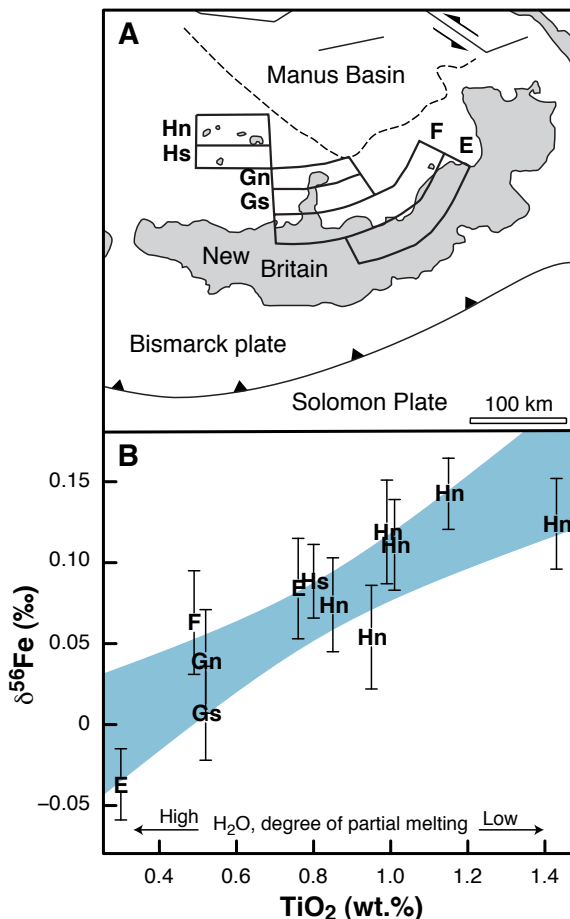 A
Manus Basin
Hn
Hs
F
E
Gn
Gs
New
Britain
Bismarck plate
Solomon Plate
100 km
B
0.15
0.10
0.05
0
−0.05
δ56Fe (‰)
Hn
Hn
Hn
Hn
E
Hs
Hn
F
Hn
Gn
Gs
E
High
H2O, degree of partial melting
Low
0.4
0.6
0.8
1.0
1.2
1.4
TiO2 (wt.%)